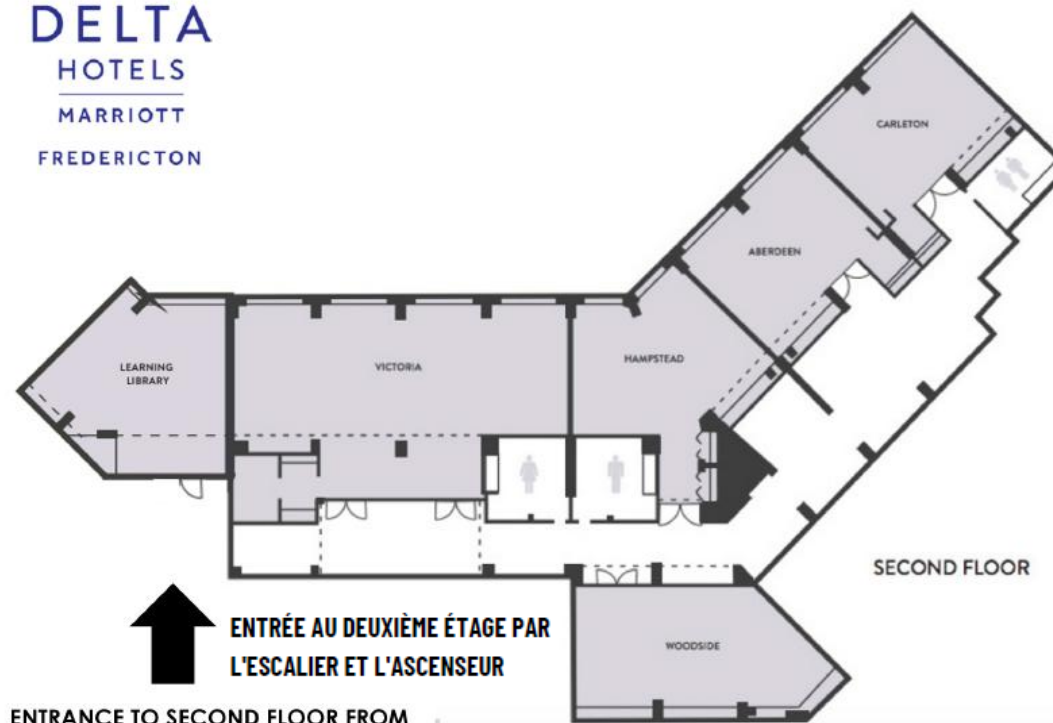 DELTA
HOTELS
MARRIOTT
FREDERICTON
CARLETON
ABERDEEN
HAMPSTEAD
VICTORIA
LEARNING
LIBRARY
SECOND FLOOR
WOODSIDE
ENTRÉE AU DEUXIÈME ÉTAGE PAR
L'ESCALIER ET L'ASCENSEUR
ENTRANCE TO SECOND FLOOR FROM